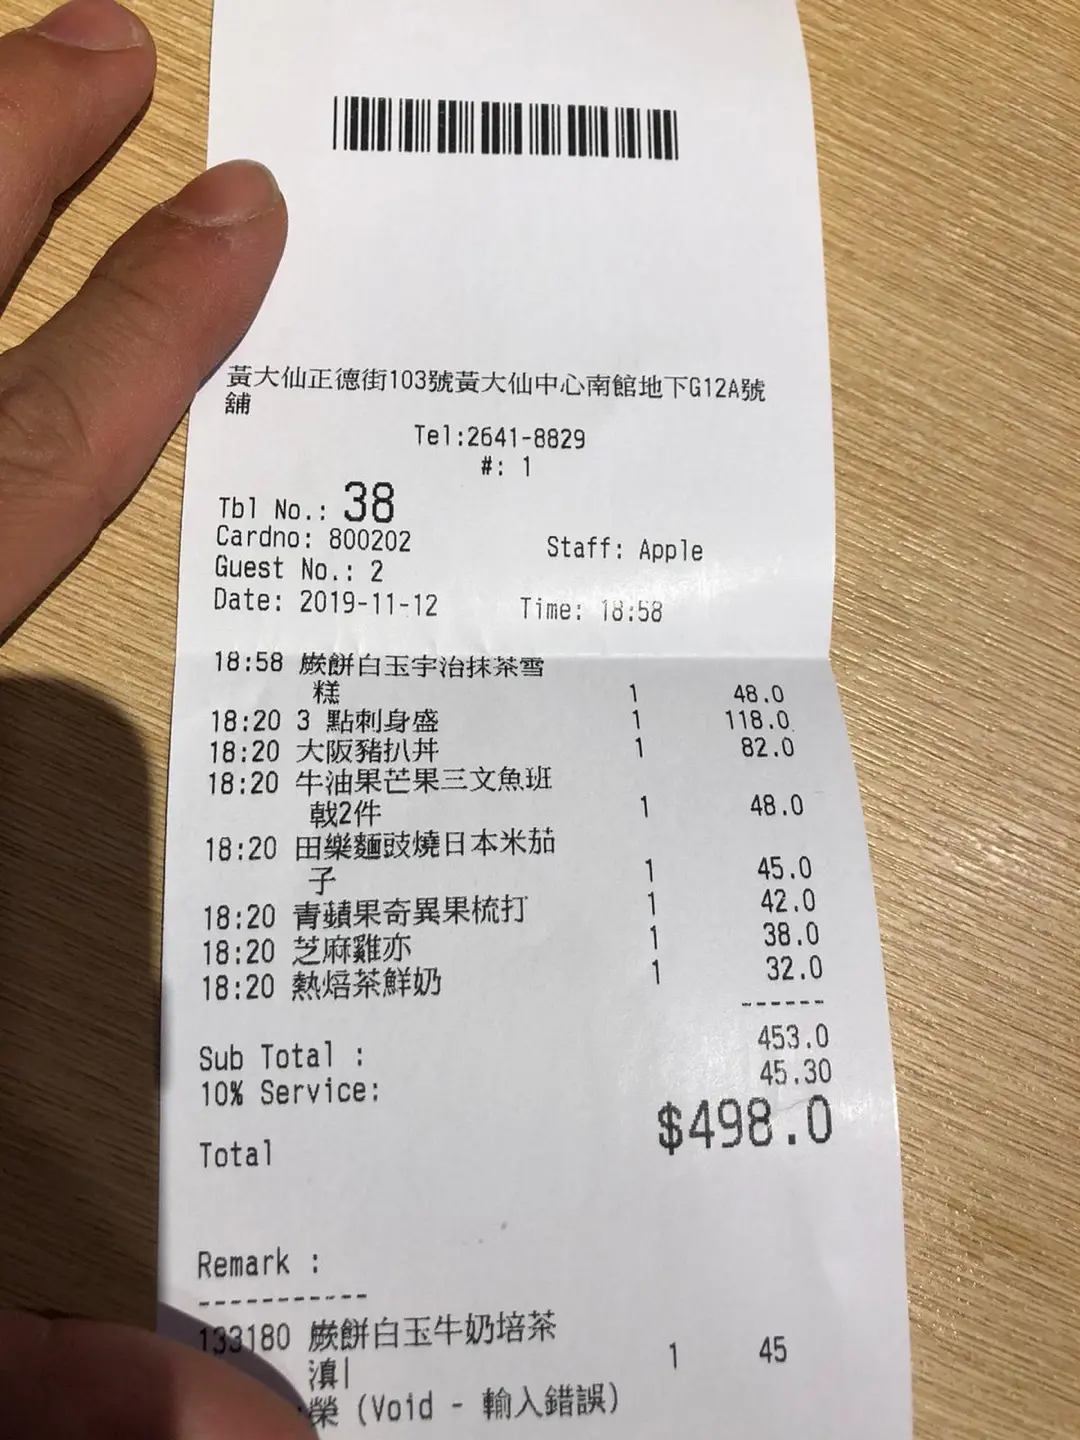 黃大仙正德街103號黃大仙中心南館地下G12A號
舖
Tel:2641-8829
#: 1
Tbl No.: 38
Cardno: 800202 Staff: Apple
Guest No.: 2
Date: 2019-11-12 Time: 18:58
18:58 蕨餅白玉宇治抹茶雪
糕 1 48.0
18:20 3 點刺身盛 1 118.0
18:20 大阪豬扒丼 1 82.0
18:20 牛油果芒果三文魚班
戟2件 1 48.0
18:20 田樂麵豉燒日本米茄
子 1 45.0
18:20 青蘋果奇異果梳打 1 42.0
18:20 芝麻雞亦 1 38.0
18:20 熱焙茶鮮奶 1 32.0
------
Sub Total : 453.0
10% Service: 45.30
Total $498.0
Remark :
-----------
133180 蕨餅白玉牛奶培茶
滇| 1 45
榮 (Void - 輸入錯誤)